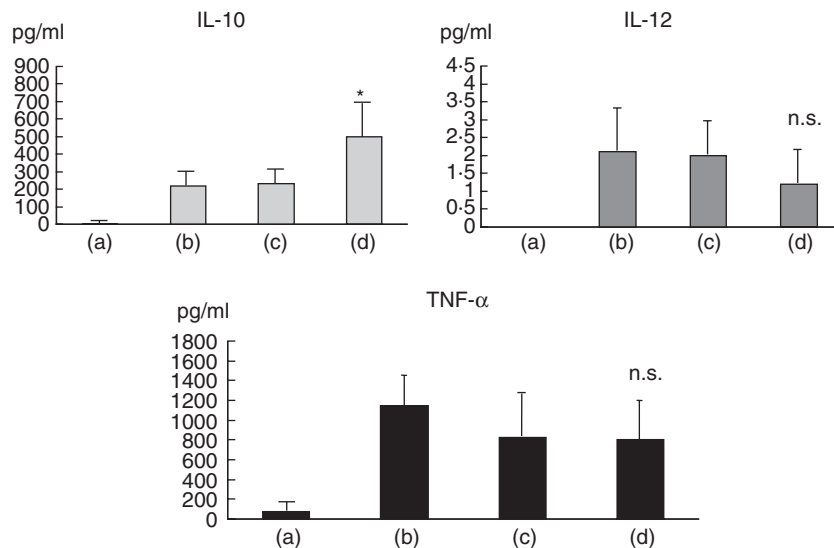 IL-10
pg/ml
900
800
700
600
500
400
300
200
100
0
*
(a) (b) (c) (d)
IL-12
pg/ml
4·5
4
3·5
3
2·5
2
1·5
1
0·5
0
n.s.
(a) (b) (c) (d)
TNF-α
pg/ml
1800
1600
1400
1200
1000
800
600
400
200
0
n.s.
(a) (b) (c) (d)